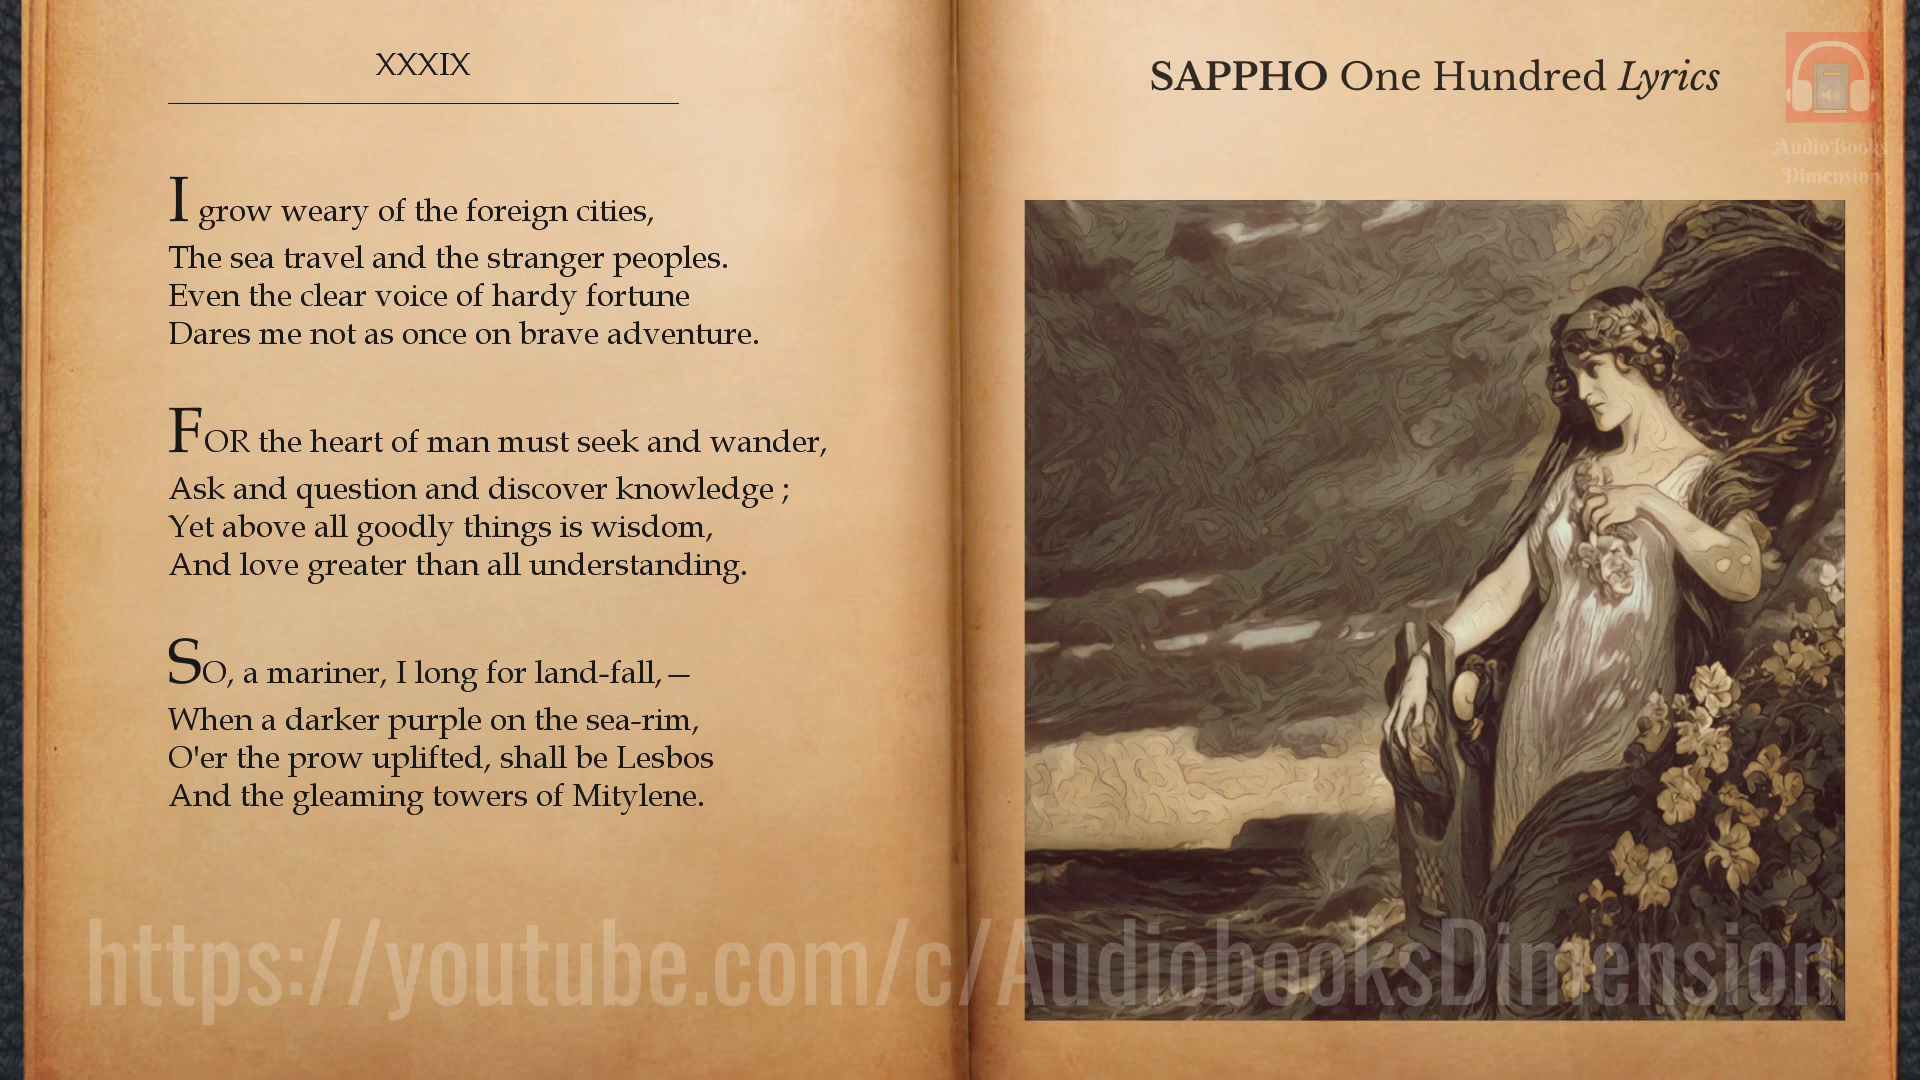 XXXIX
I grow weary of the foreign cities,
The sea travel and the stranger peoples.
Even the clear voice of hardy fortune
Dares me not as once on brave adventure.
FOR the heart of man must seek and wander,
Ask and question and discover knowledge ;
Yet above all goodly things is wisdom,
And love greater than all understanding.
SO, a mariner, I long for land-fall,—
When a darker purple on the sea-rim,
O'er the prow uplifted, shall be Lesbos
And the gleaming towers of Mitylene.
SAPPHO One Hundred Lyrics
AudioBooks
Dimension
https://youtube.com/c/AudiobooksDimension